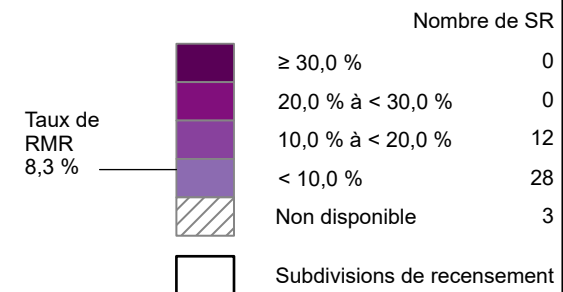 Nombre de SR
≥ 30,0 % 0
20,0 % à < 30,0 % 0
Taux de
RMR
8,3 %
10,0 % à < 20,0 % 12
< 10,0 % 28
Non disponible 3
Subdivisions de recensement